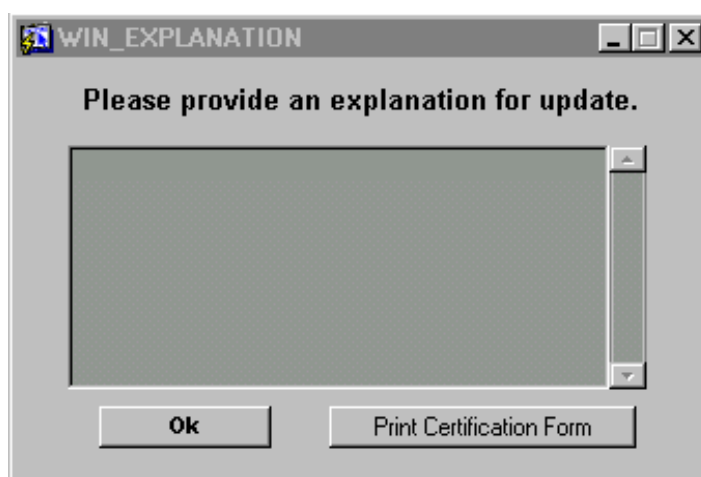 WIN_EXPLANATION
Please provide an explanation for update.
Ok
Print Certification Form